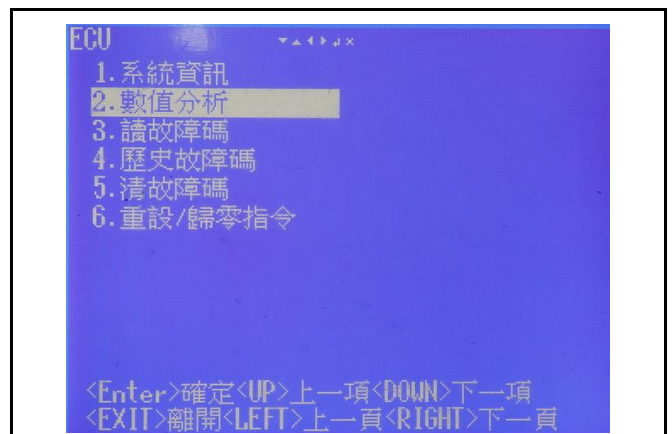 ECU ▼▲◀▶↲×
1.系統資訊
2.數值分析
3.讀故障碼
4.歷史故障碼
5.清故障碼
6.重設/歸零指令
<Enter>確定<UP>上一項<DOWN>下一項
<EXIT>離開<LEFT>上一頁<RIGHT>下一頁